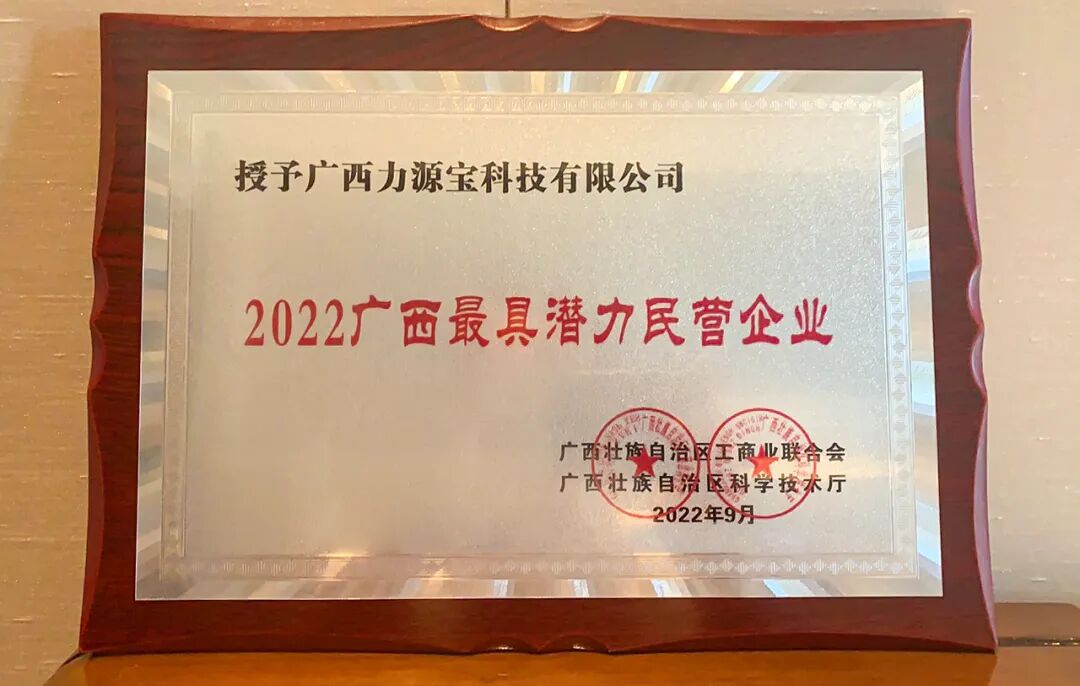 授予广西力源宝科技有限公司
2022广西最具潜力民营企业
广西壮族自治区工商业联合会
广西壮族自治区科学技术厅
2022年9月